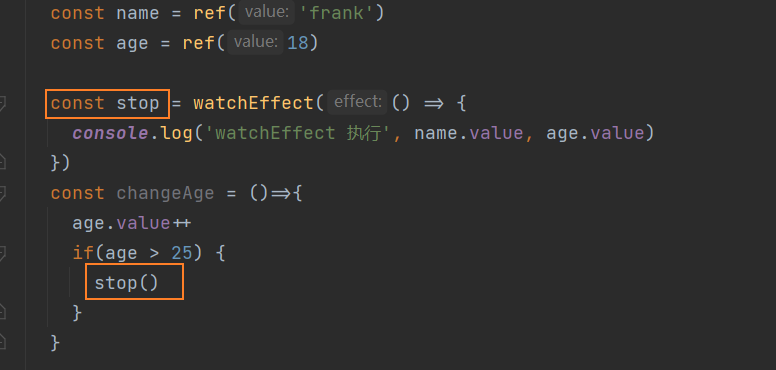 const name = ref( value: 'frank')
const age = ref( value: 18)
const stop = watchEffect( effect: () => {
console.log('watchEffect 执行', name.value, age.value)
})
const changeAge = ()=>{
age.value++
if(age > 25) {
stop()
}
}